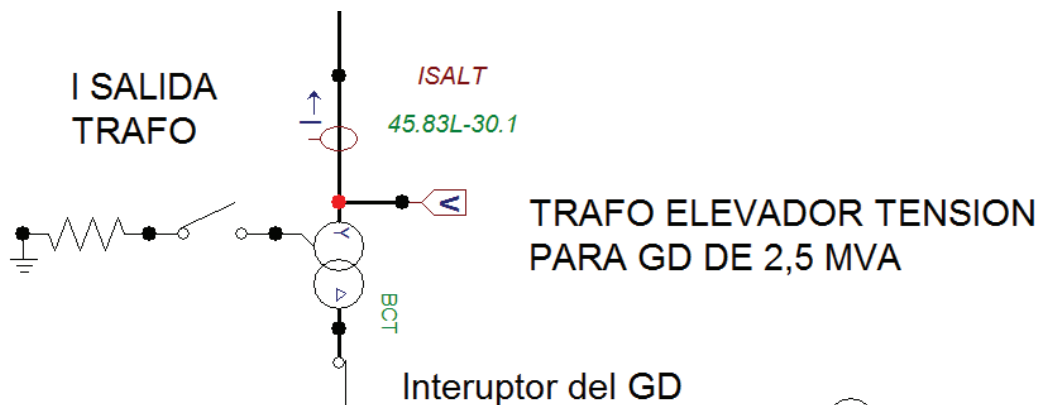 I SALIDA
TRAFO
ISALT
45.83L-30.1
I
V
Y
TRAFO ELEVADOR TENSION
PARA GD DE 2,5 MVA
BCT
Interuptor del GD